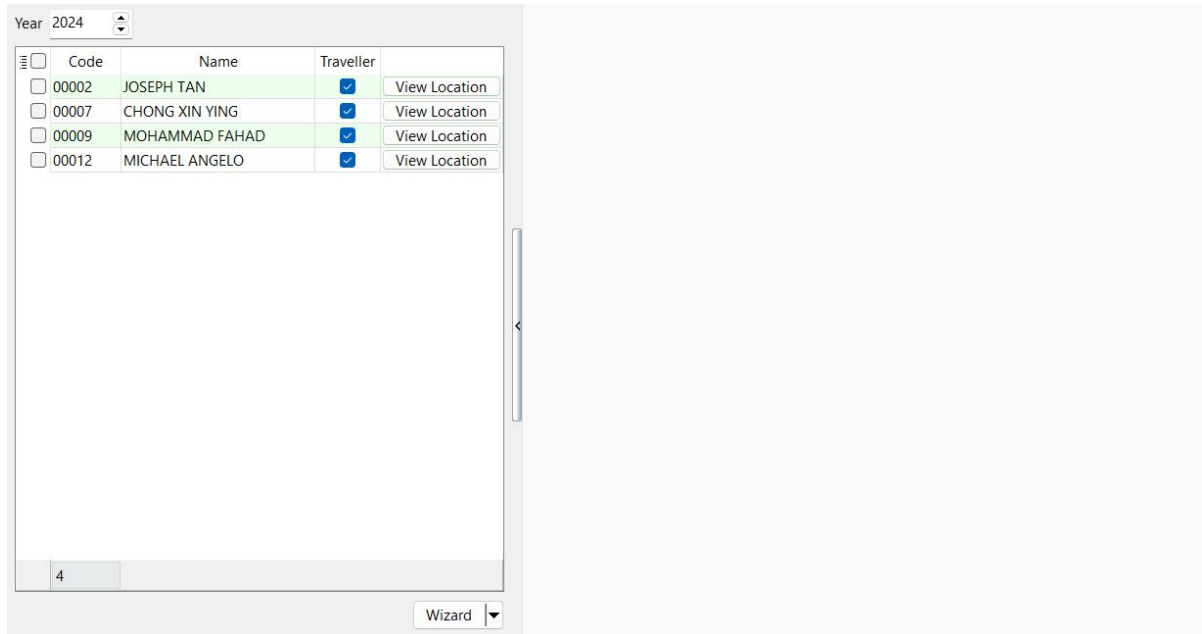 Year 2024
Code Name Traveller
00002 JOSEPH TAN View Location
00007 CHONG XIN YING View Location
00009 MOHAMMAD FAHAD View Location
00012 MICHAEL ANGELO View Location
4
Wizard